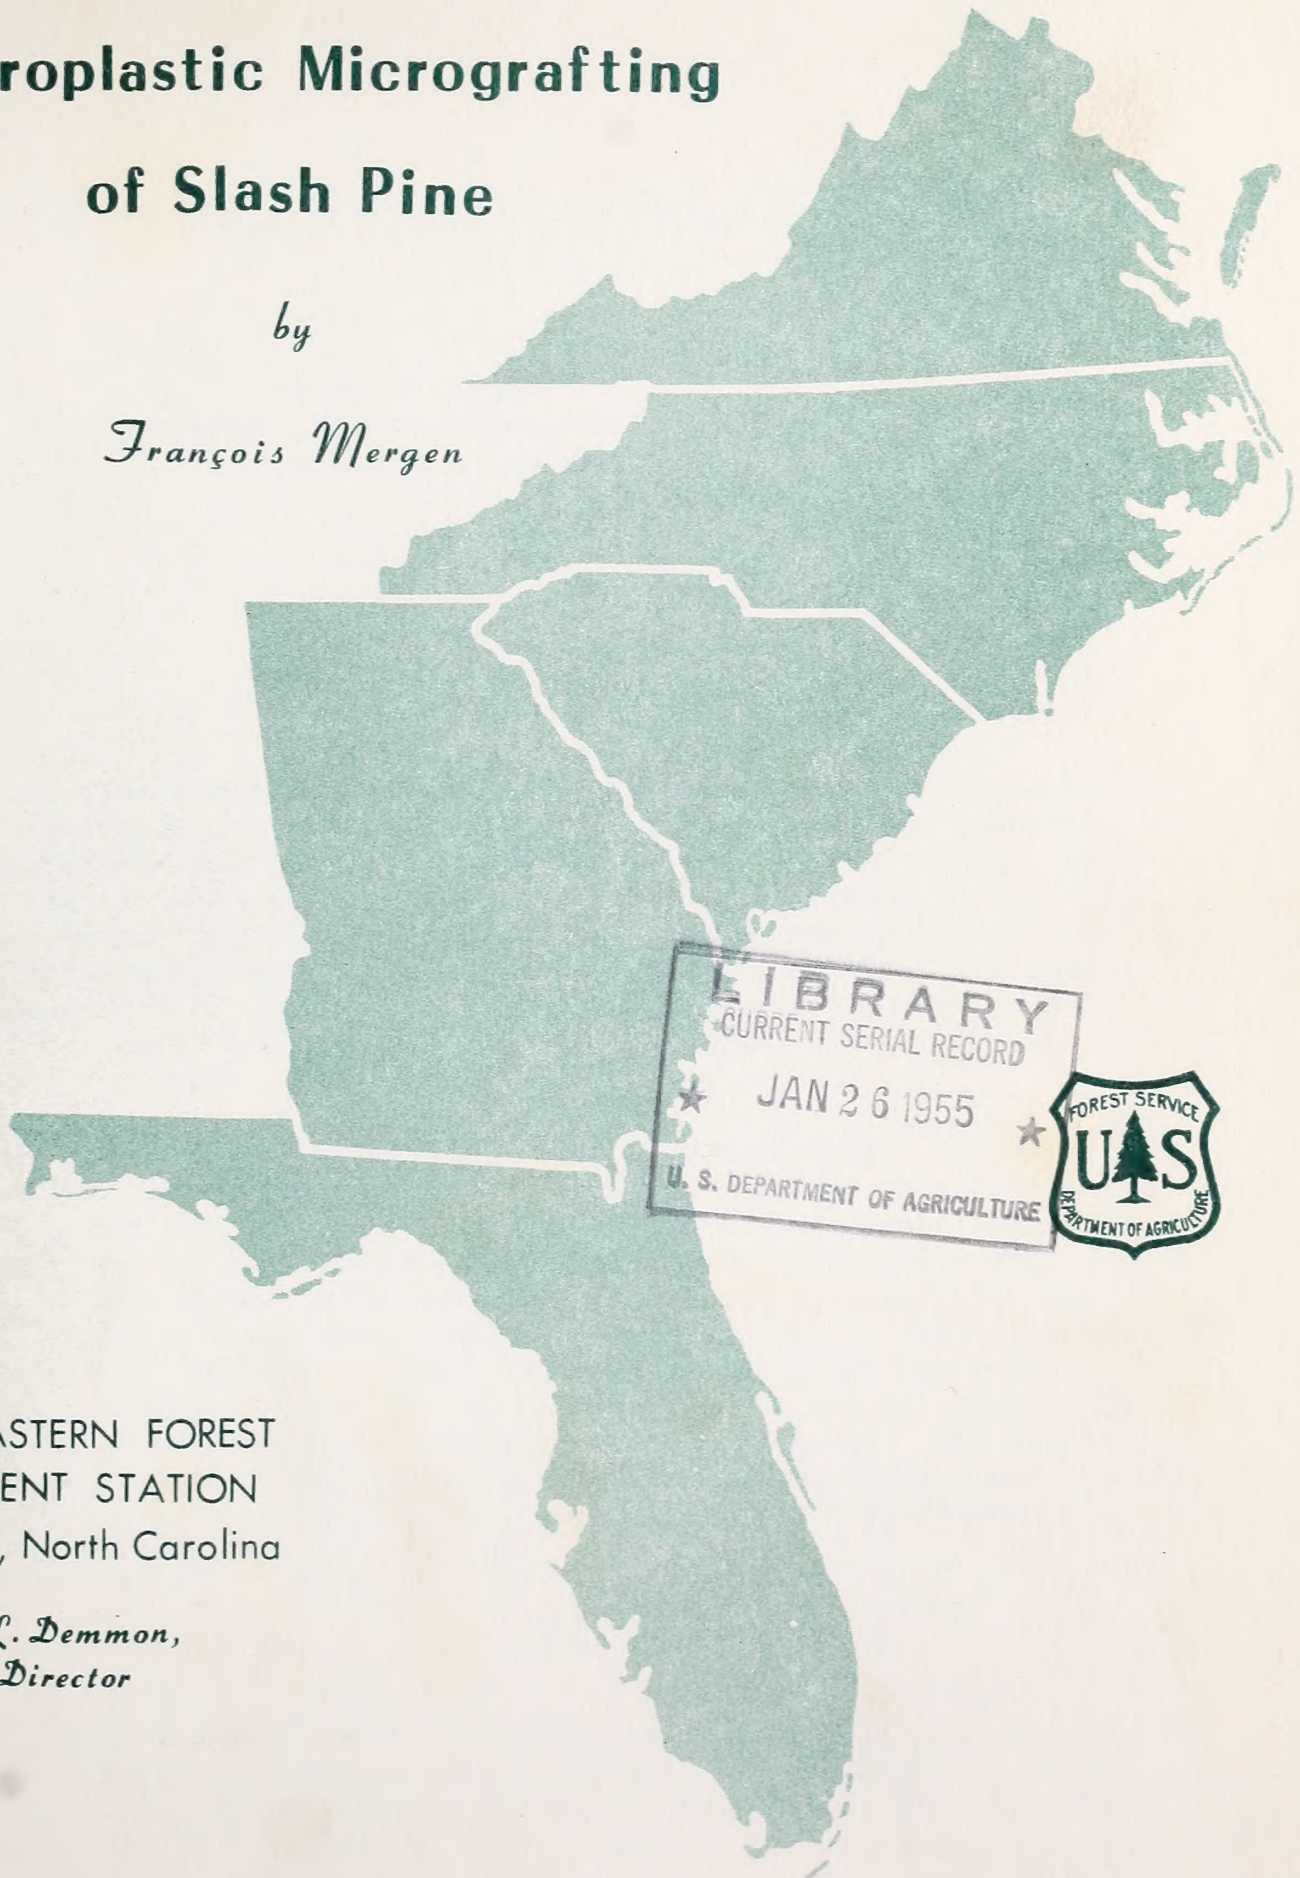 roplastic Micrografting
of Slash Pine
by
François Mergen
LIBRARY
CURRENT SERIAL RECORD
★ JAN 26 1955 ★
U. S. DEPARTMENT OF AGRICULTURE
FOREST SERVICE
U S
DEPARTMENT OF AGRICULTURE
ASTERN FOREST
ENT STATION
, North Carolina
L. Demmon,
Director